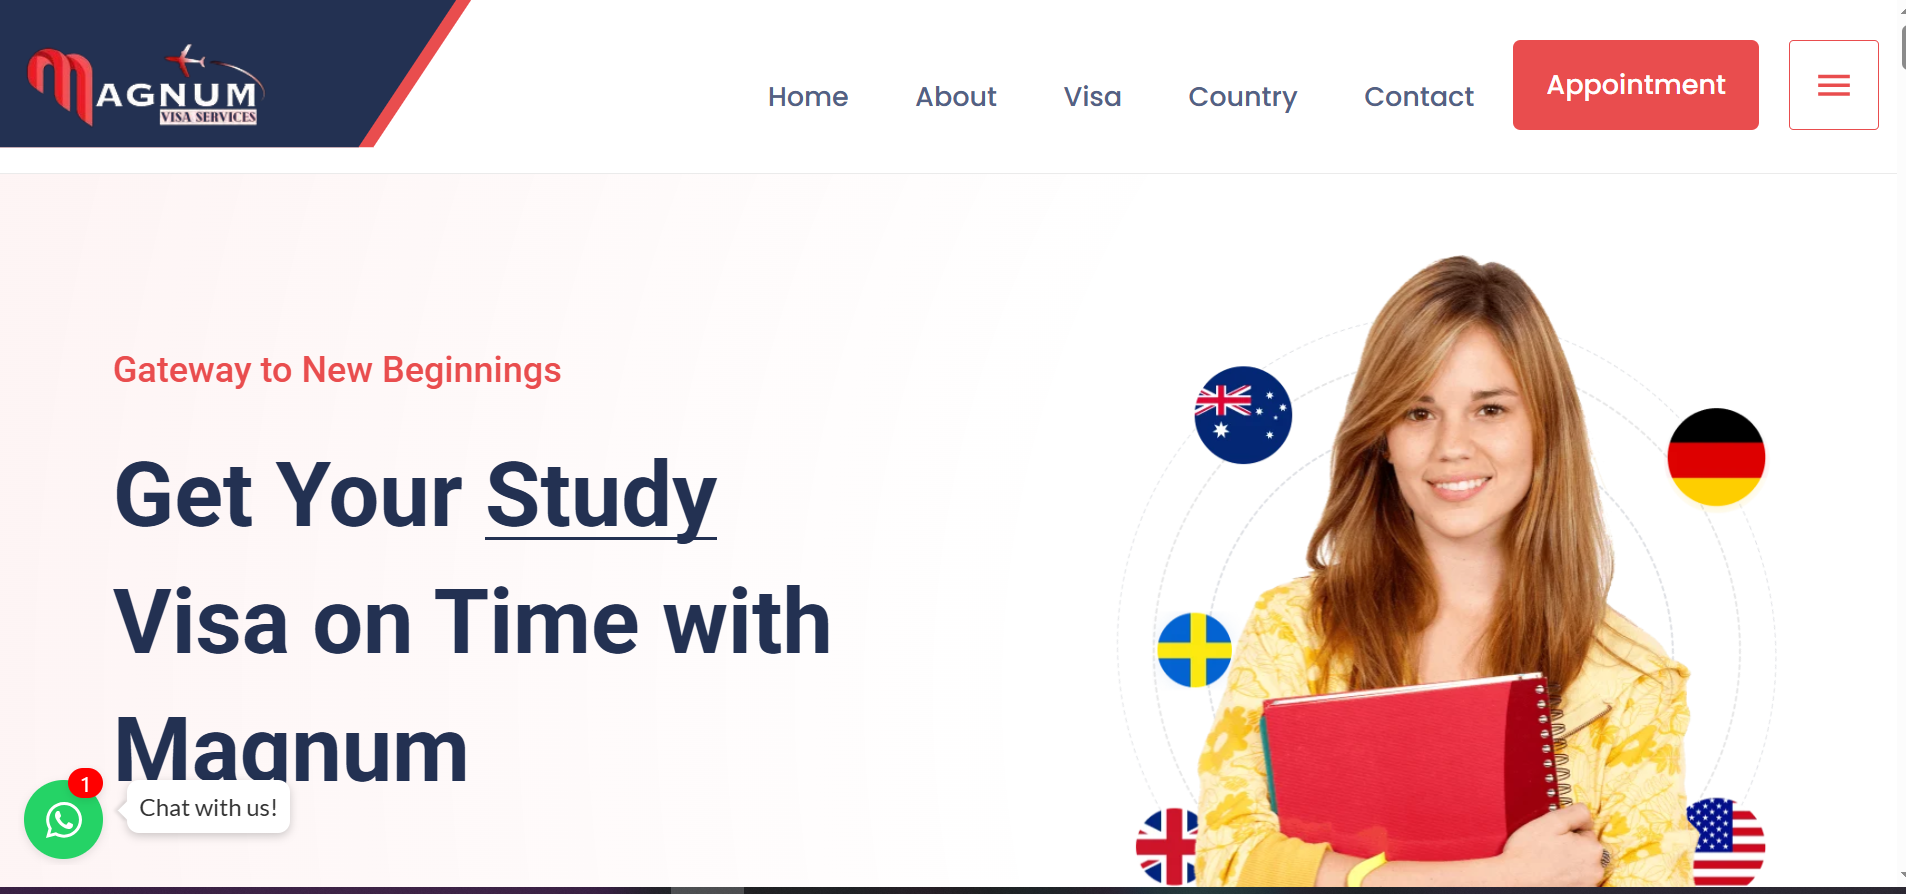 MAGNUM
VISA SERVICES
Home
About
Visa
Country
Contact
Appointment
Gateway to New Beginnings
Get Your Study
Visa on Time with
Magnum
1
Chat with us!